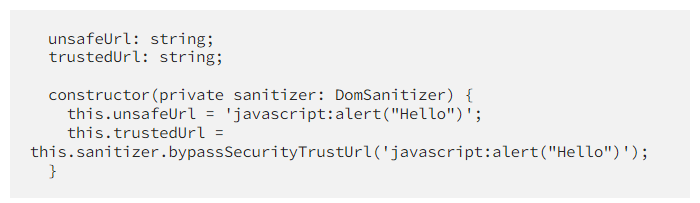 unsafeUrl: string;
trustedUrl: string;
constructor(private sanitizer: DomSanitizer) {
this.unsafeUrl = 'javascript:alert("Hello")';
this.trustedUrl =
this.sanitizer.bypassSecurityTrustUrl('javascript:alert("Hello")');
}